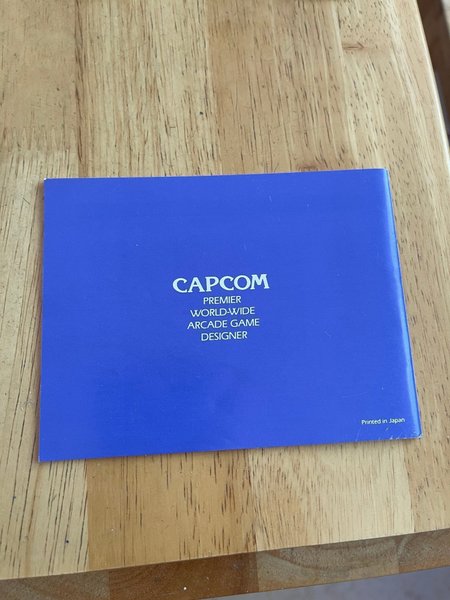 CAPCOM
PREMIER
WORLD-WIDE
ARCADE GAME
DESIGNER
Printed in Japan